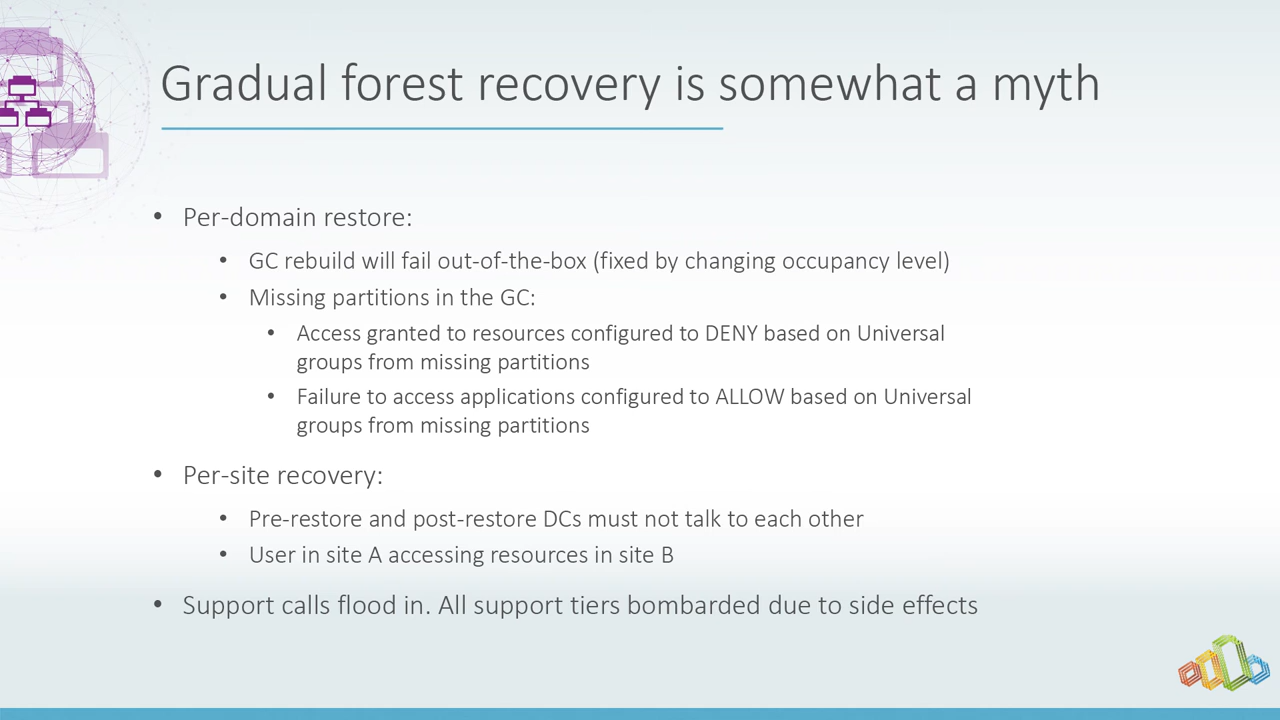 Gradual forest recovery is somewhat a myth
• Per-domain restore:
• GC rebuild will fail out-of-the-box (fixed by changing occupancy level)
• Missing partitions in the GC:
• Access granted to resources configured to DENY based on Universal
groups from missing partitions
• Failure to access applications configured to ALLOW based on Universal
groups from missing partitions
• Per-site recovery:
• Pre-restore and post-restore DCs must not talk to each other
• User in site A accessing resources in site B
• Support calls flood in. All support tiers bombarded due to side effects